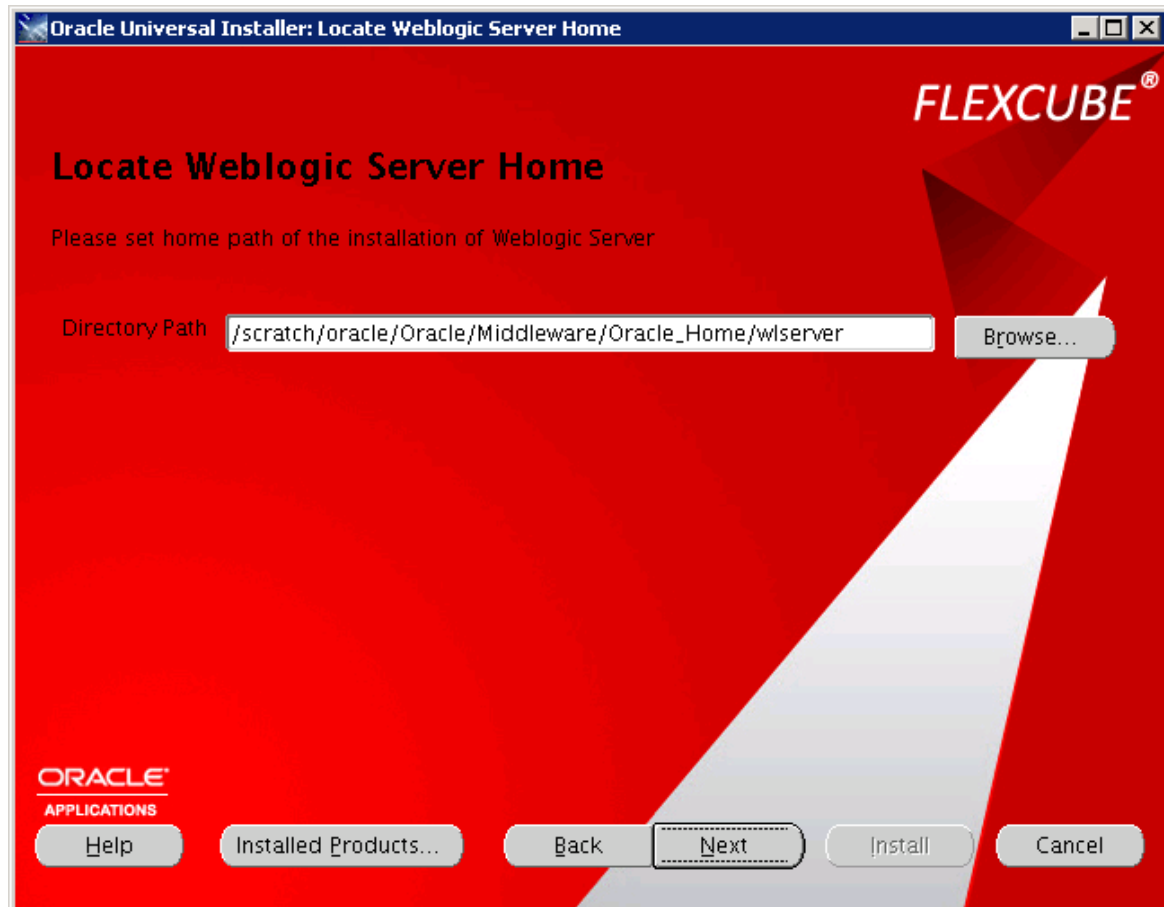 Oracle Universal Installer: Locate Weblogic Server Home
FLEXCUBE®
Locate Weblogic Server Home
Please set home path of the installation of Weblogic Server
Directory Path /scratch/oracle/Oracle/Middleware/Oracle_Home/wlserver Browse...
ORACLE®
APPLICATIONS
Help Installed Products... Back Next Install Cancel